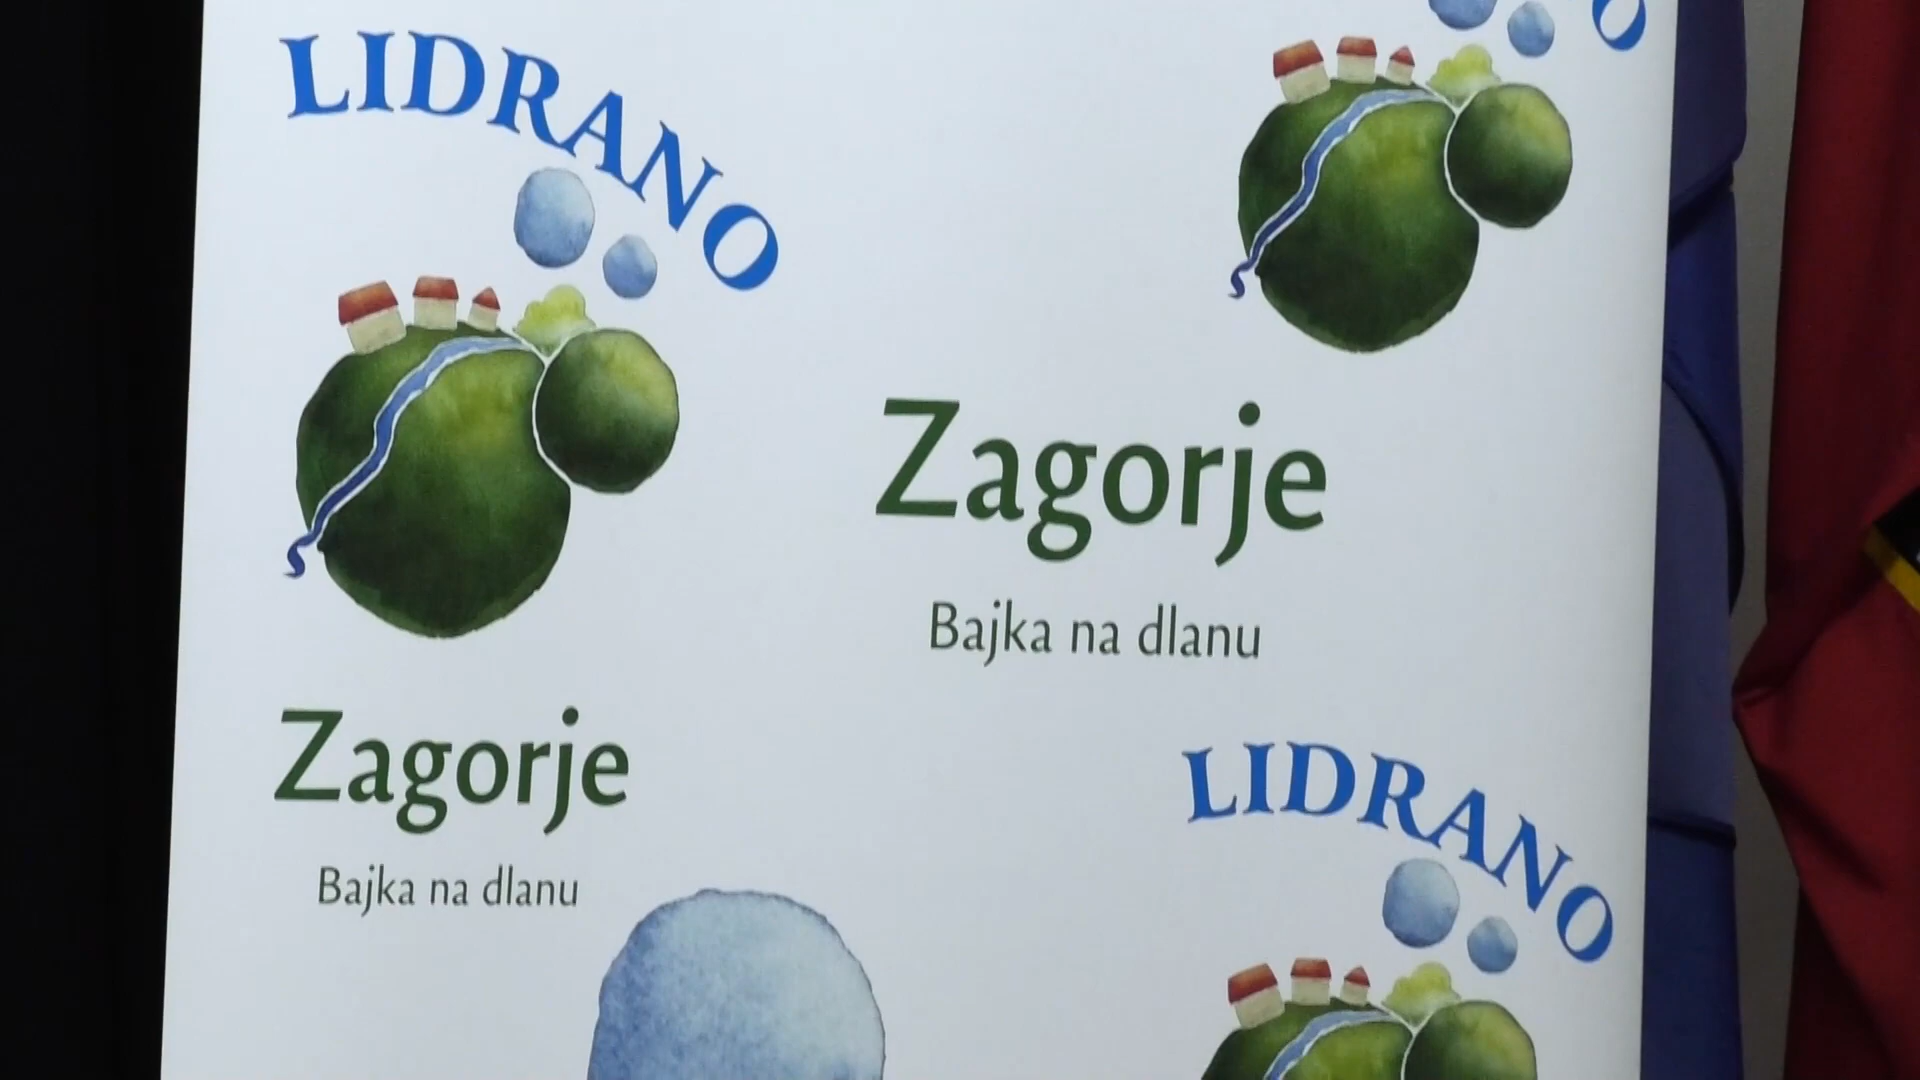 LIDRANO
O
Zagorje
Bajka na dlanu
Zagorje
Bajka na dlanu
LIDRANO